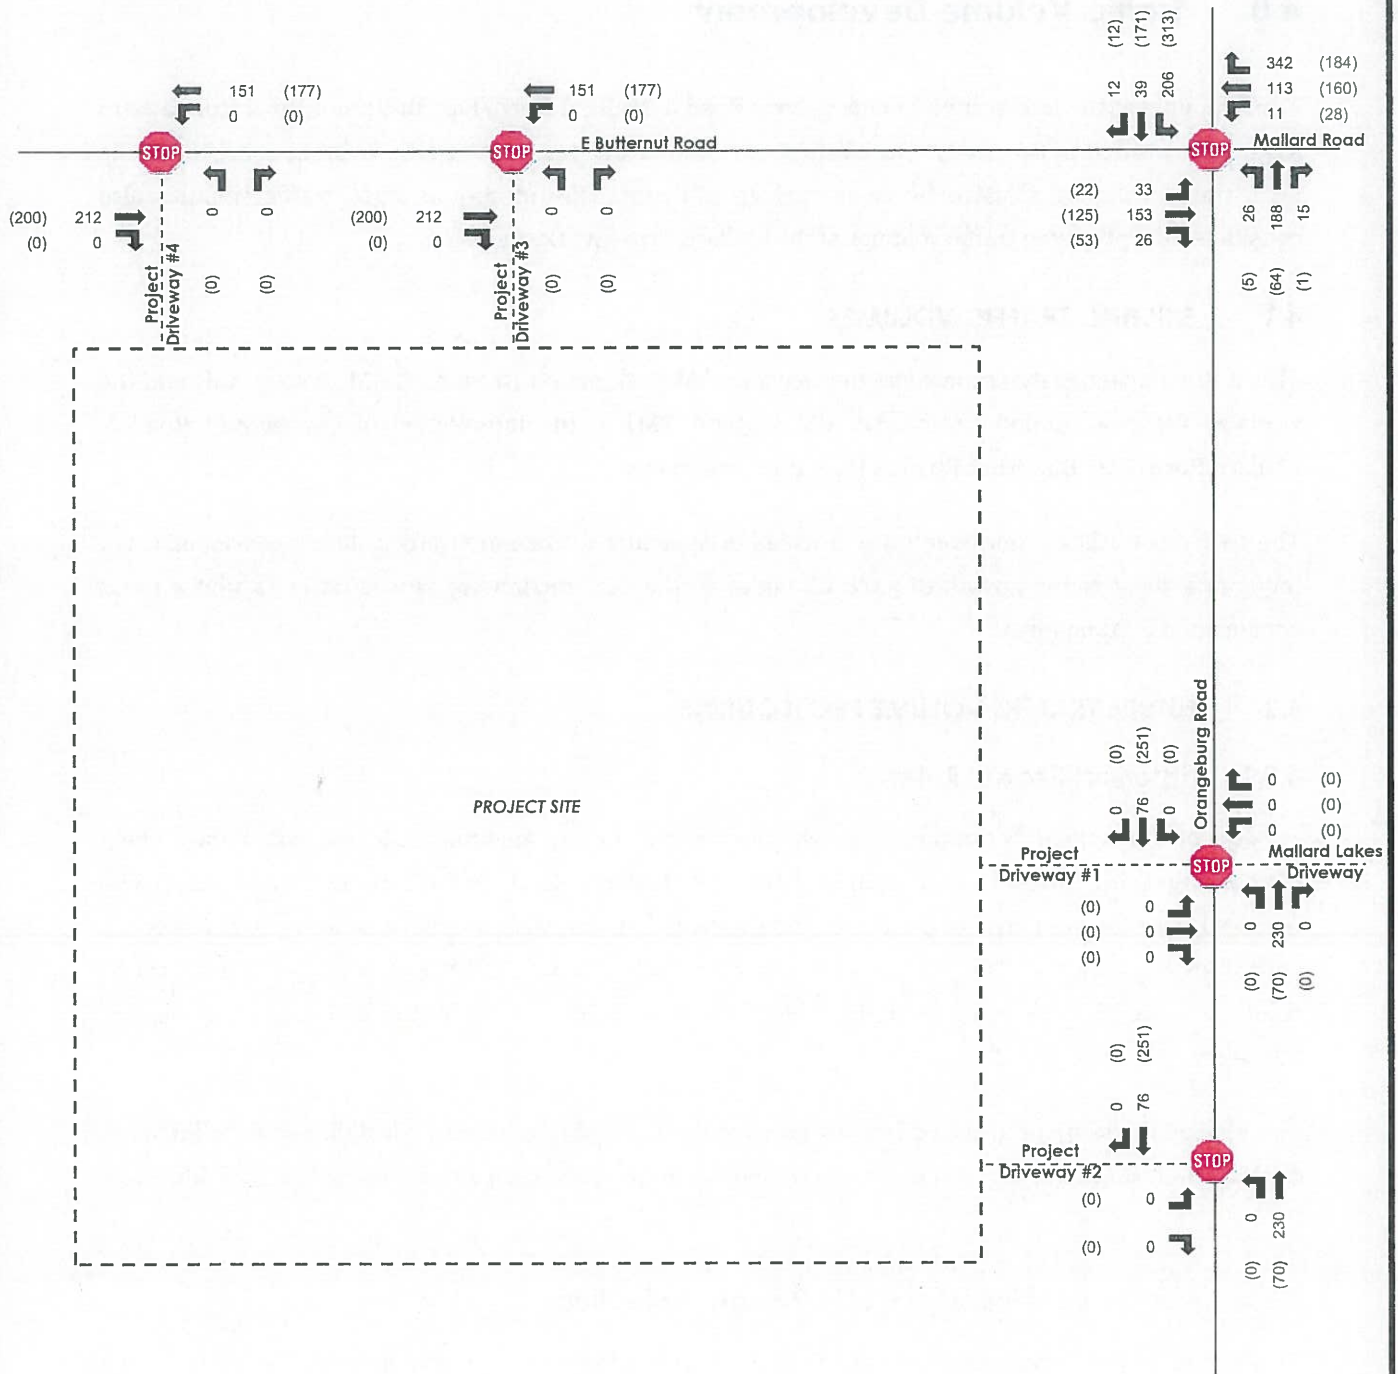 (12) (171) (313)
12 39 206
342 (184)
113 (160)
11 (28)
151 (177)
0 (0)
151 (177)
0 (0)
STOP
STOP
E Butternut Road
STOP
Mallard Road
(200) 212
(0) 0
0 0
(0) (0)
Project
Driveway #4
(200) 212
(0) 0
0 0
(0) (0)
Project
Driveway #3
(22) 33
(125) 153
(53) 26
26 188 15
(5) (64) (1)
PROJECT SITE
Orangeburg Road
(0) (251) (0)
0 76 0
0 (0)
0 (0)
0 (0)
Project
Driveway #1
STOP
Mallard Lakes
Driveway
(0) 0
(0) 0
(0) 0
0 230 0
(0) (70) (0)
(0) (251)
0 76
Project
Driveway #2
STOP
(0) 0
(0) 0
0 230
(0) (70)